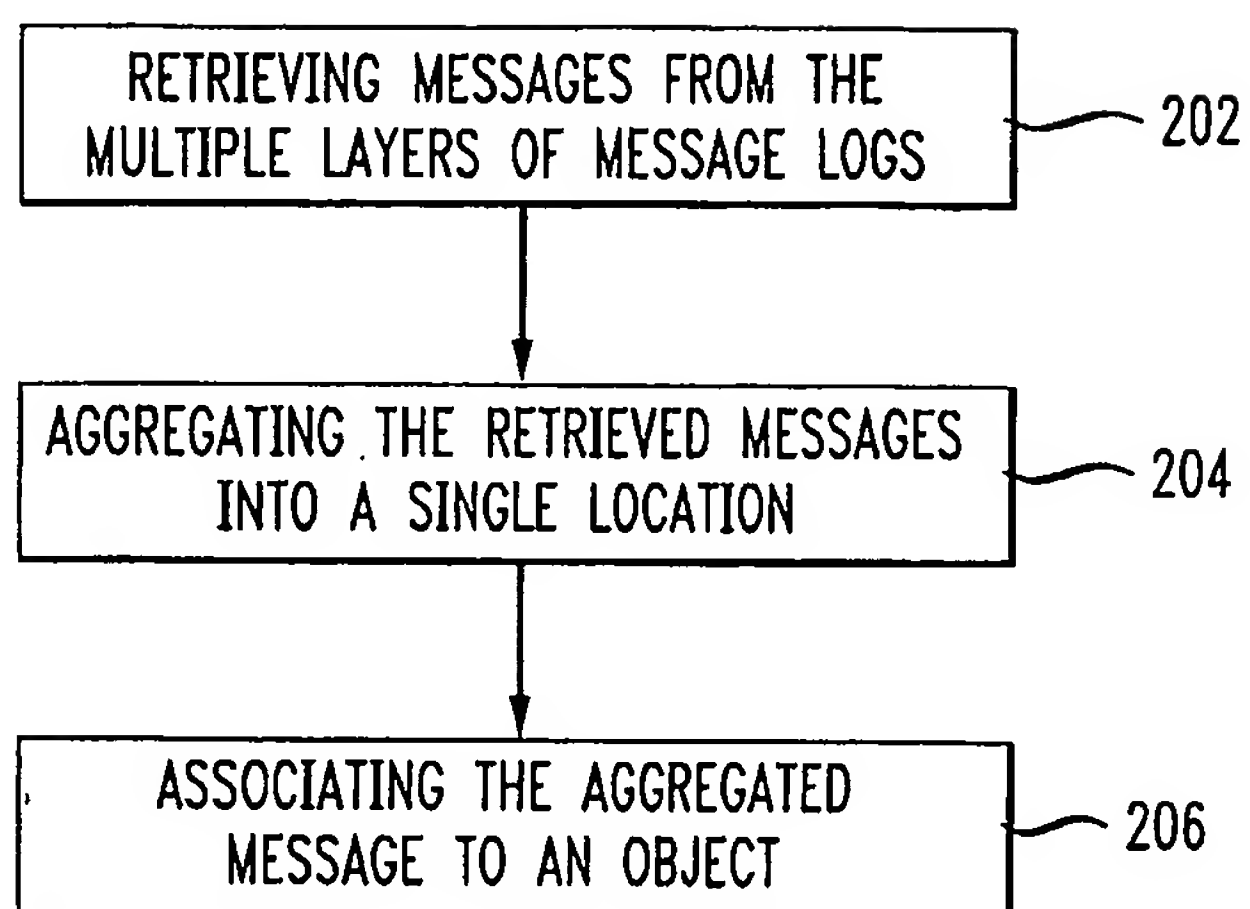 RETRIEVING MESSAGES FROM THE
MULTIPLE LAYERS OF MESSAGE LOGS
202
AGGREGATING THE RETRIEVED MESSAGES
INTO A SINGLE LOCATION
204
ASSOCIATING THE AGGREGATED
MESSAGE TO AN OBJECT
206